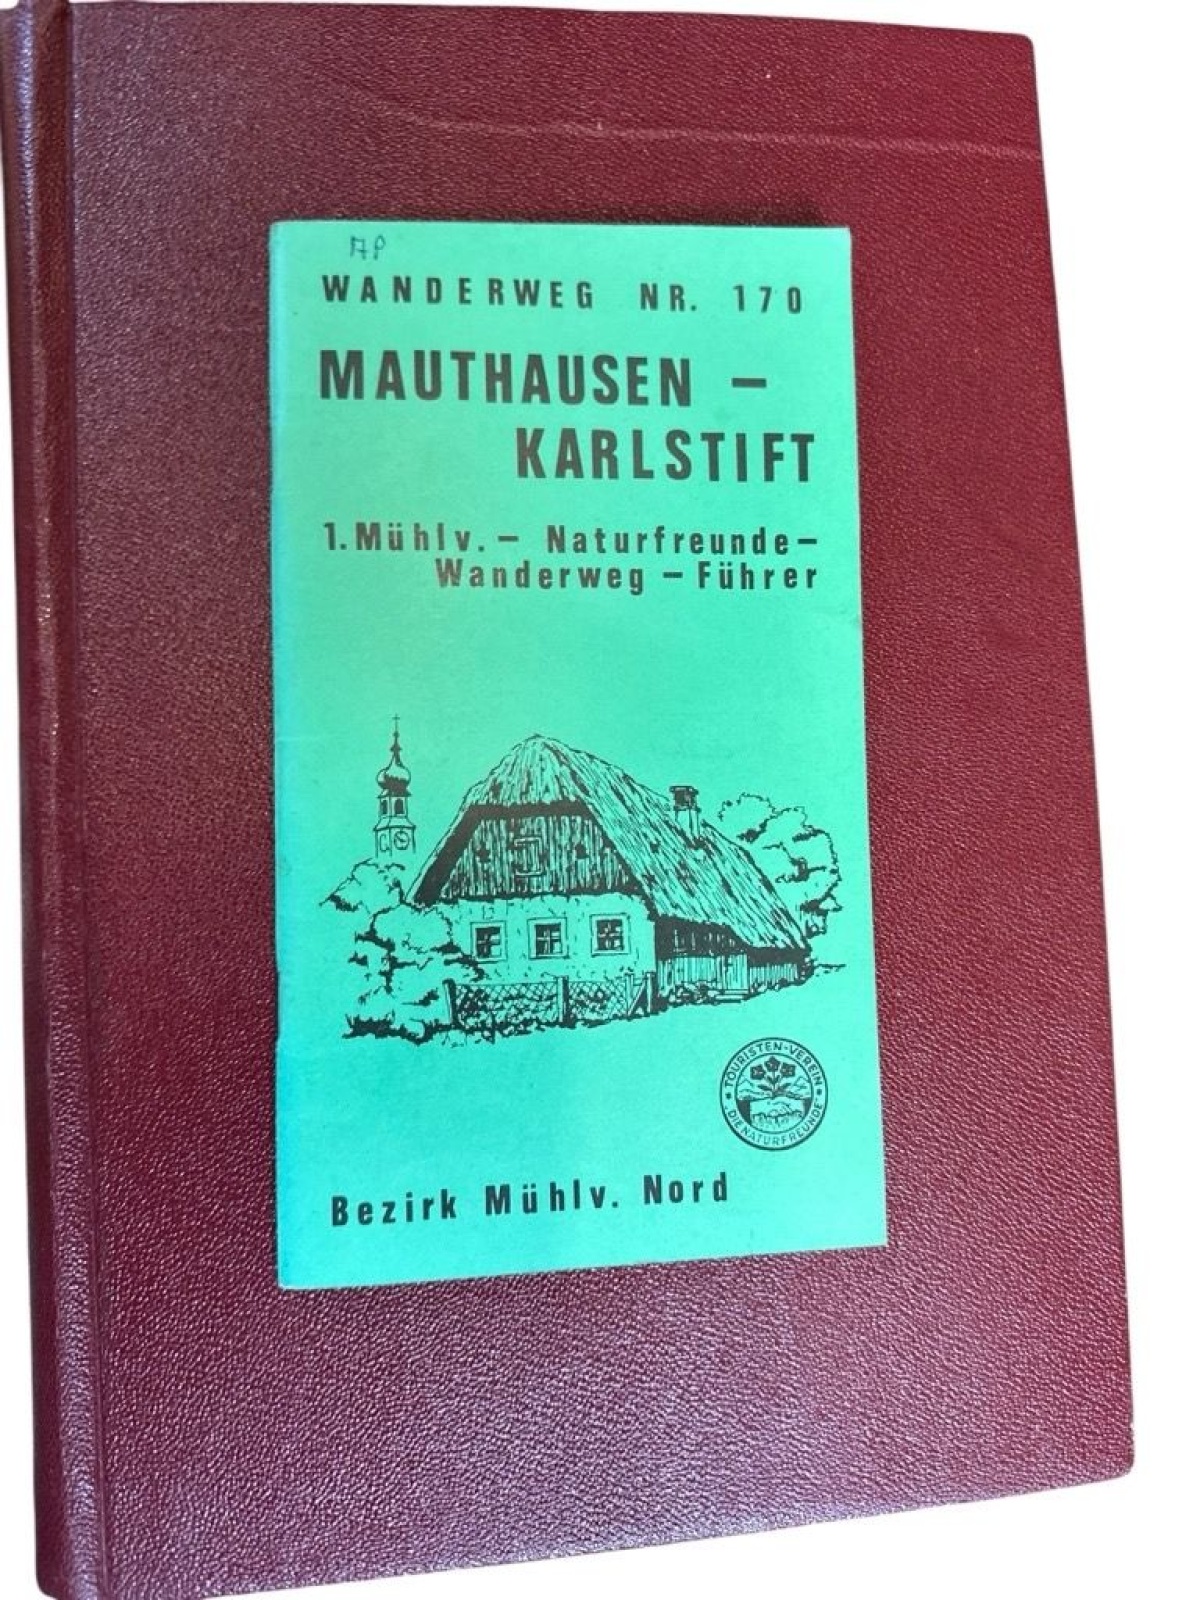 AP
WANDERWEG NR. 170
MAUTHAUSEN –
KARLSTIFT
1. Mühlv. – Naturfreunde –
Wanderweg – Führer
TOURISTEN-VEREIN
DIE NATURFREUNDE
Bezirk Mühlv. Nord